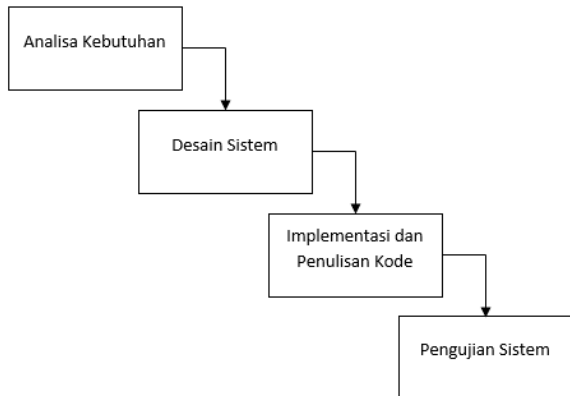 Analisa Kebutuhan
Desain Sistem
Implementasi dan
Penulisan Kode
Pengujian Sistem